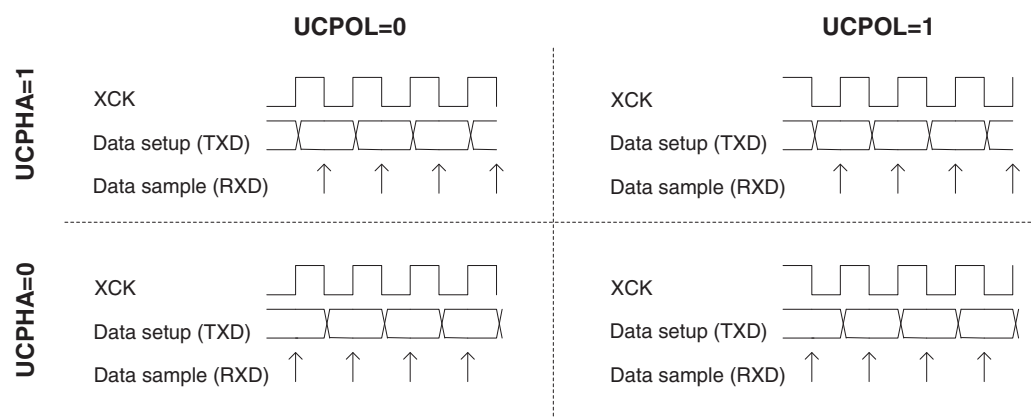 UCPOL=0
UCPOL=1
UCPHA=1
XCK
Data setup (TXD)
Data sample (RXD)
XCK
Data setup (TXD)
Data sample (RXD)
UCPHA=0
XCK
Data setup (TXD)
Data sample (RXD)
XCK
Data setup (TXD)
Data sample (RXD)